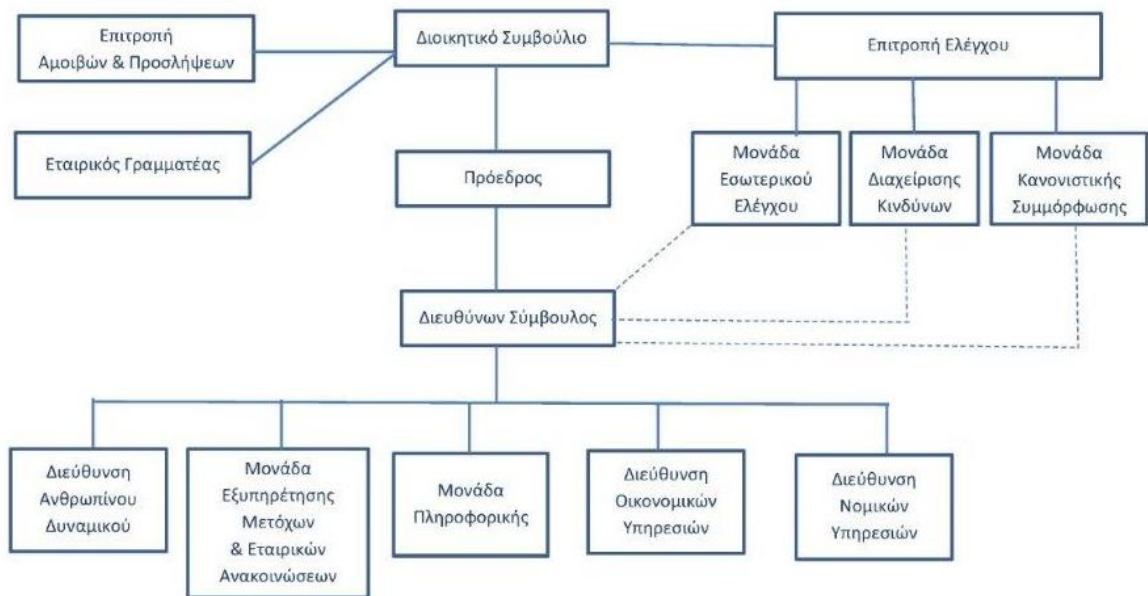 Επιτροπή
Αμοιβών & Προσλήψεων
Διοικητικό Συμβούλιο
Επιτροπή Ελέγχου
Εταιρικός Γραμματέας
Πρόεδρος
Μονάδα
Εσωτερικού
Ελέγχου
Μονάδα
Διαχείρισης
Κινδύνων
Μονάδα
Κανονιστικής
Συμμόρφωσης
Διευθύνων Σύμβουλος
Διεύθυνση
Ανθρωπίνου
Δυναμικού
Μονάδα
Εξυπηρέτησης
Μετόχων
& Εταιρικών
Ανακοινώσεων
Μονάδα
Πληροφορικής
Διεύθυνση
Οικονομικών
Υπηρεσιών
Διεύθυνση
Νομικών
Υπηρεσιών